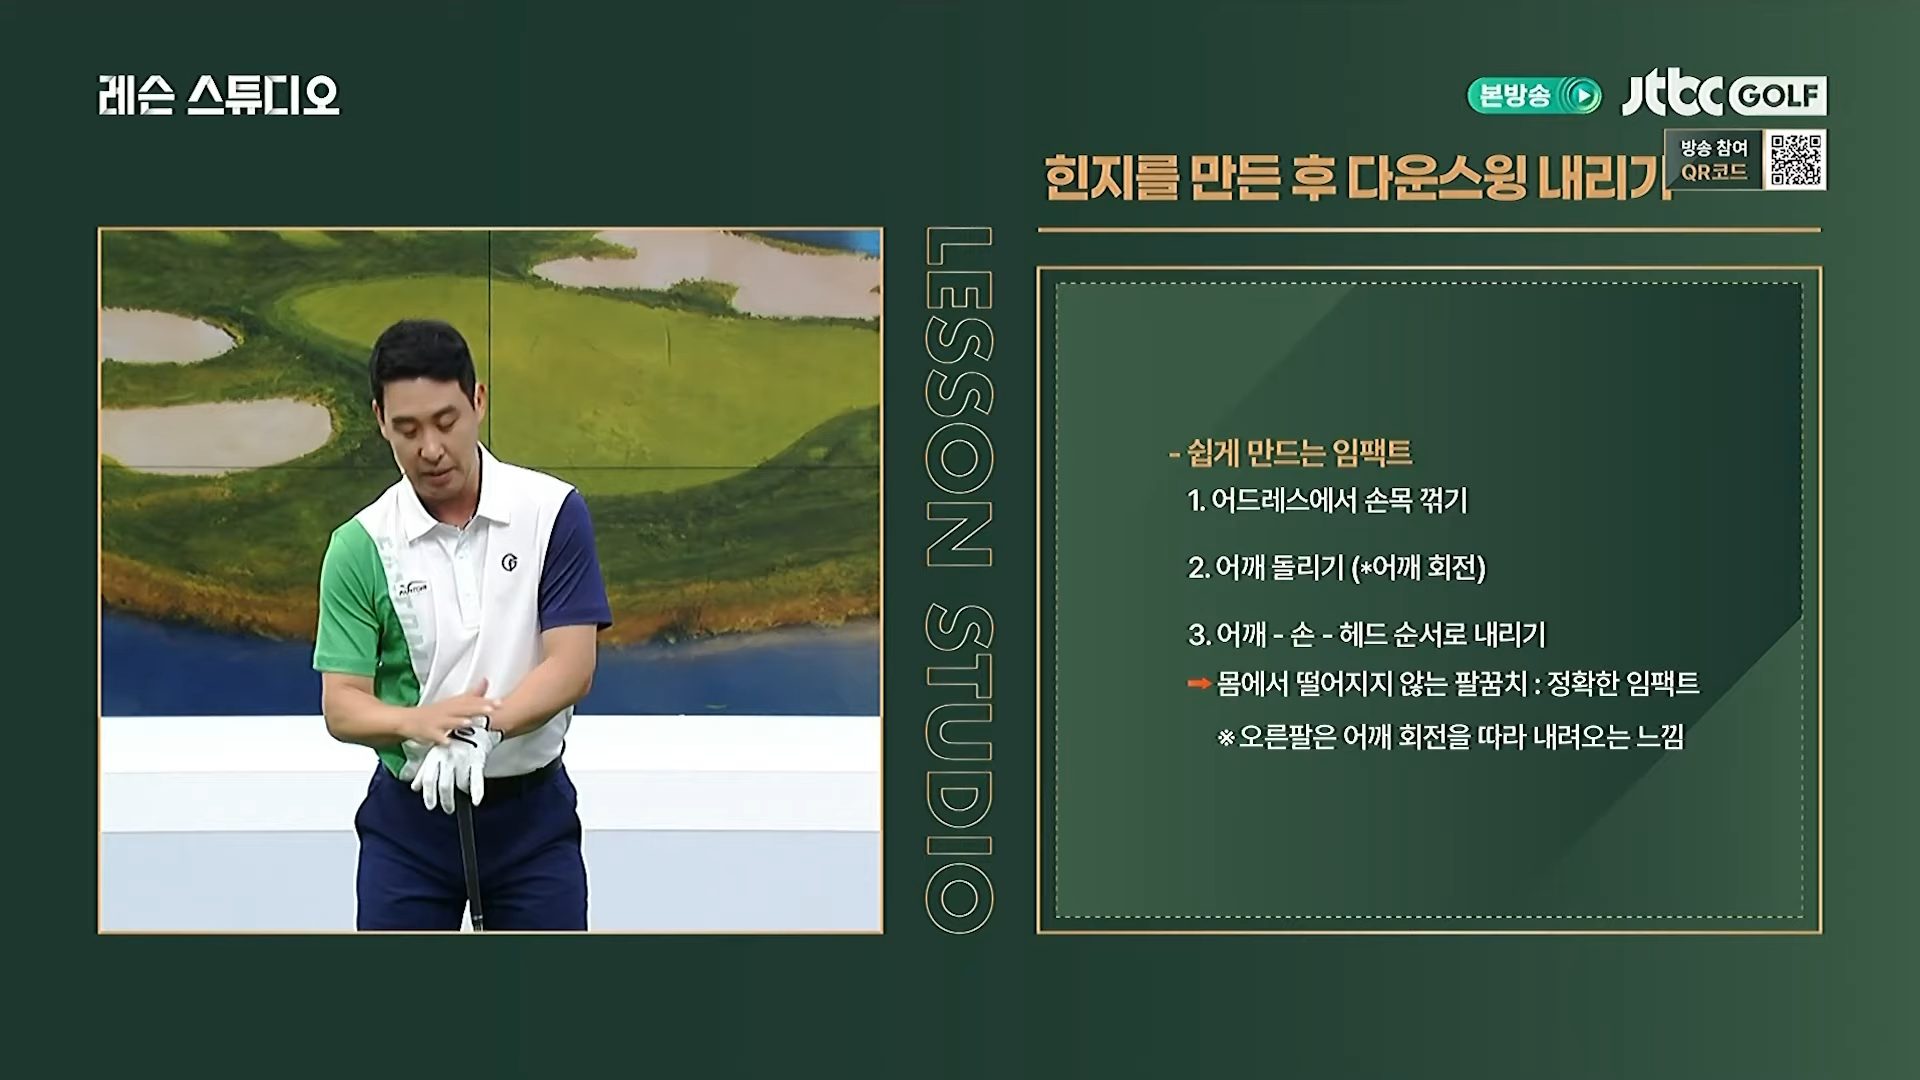 레슨 스튜디오
본방송
Jtbc GOLF
방송 참여
QR코드
힌지를 만든 후 다운스윙 내리기
LESSON STUDIO
- 쉽게 만드는 임팩트
1. 어드레스에서 손목 꺾기
2. 어깨 돌리기 (*어깨 회전)
3. 어깨 - 손 - 헤드 순서로 내리기
➡몸에서 떨어지지 않는 팔꿈치 : 정확한 임팩트
※오른팔은 어깨 회전을 따라 내려오는 느낌